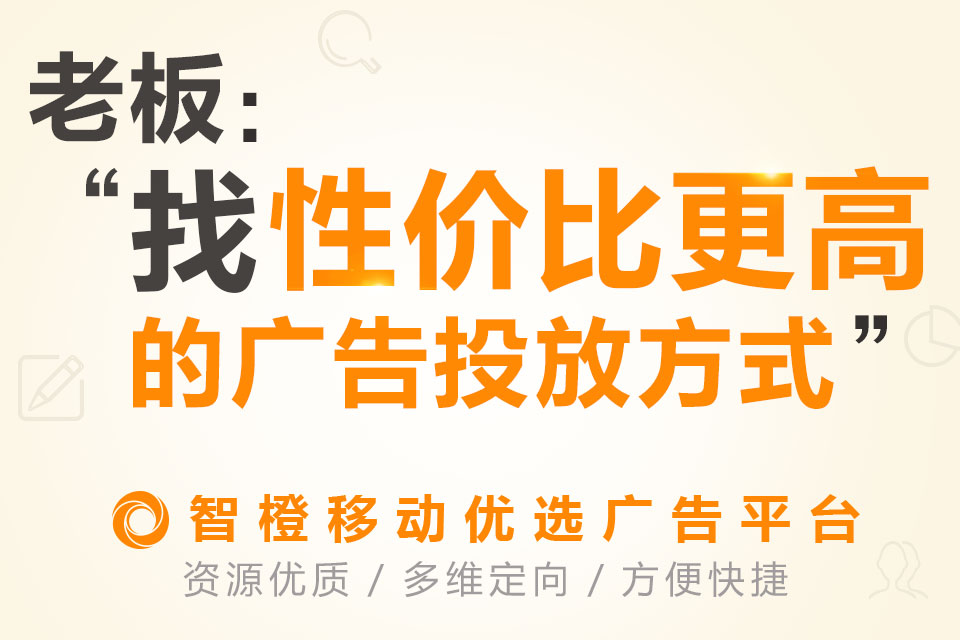 老板：
“找性价比更高
的广告投放方式”
智橙移动优选广告平台
资源优质 / 多维定向 / 方便快捷